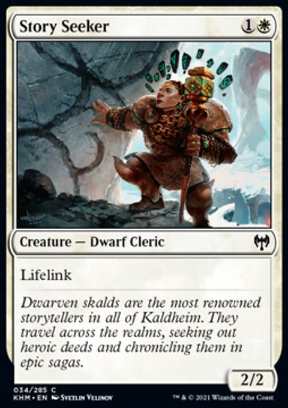 Story Seeker 1
Creature — Dwarf Cleric
Lifelink
Dwarven skalds are the most renowned
storytellers in all of Kaldheim. They
travel across the realms, seeking out
heroic deeds and chronicling them in
epic sagas.
2/2
034/285 C
KHM • EN SVETLIN VELINOV ™ & © 2021 Wizards of the Coast